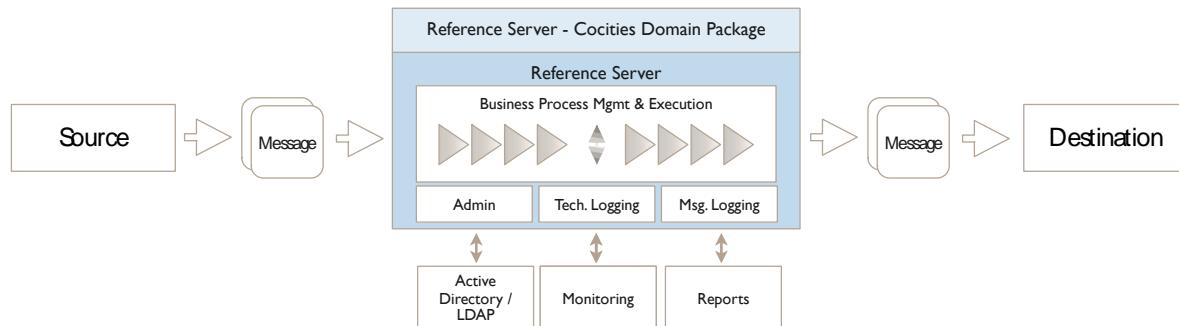 Reference Server - Cocities Domain Package
Reference Server
Business Process Mgmt & Execution
Source
Message
Message
Destination
Admin
Tech. Logging
Msg. Logging
Active
Directory /
LDAP
Monitoring
Reports